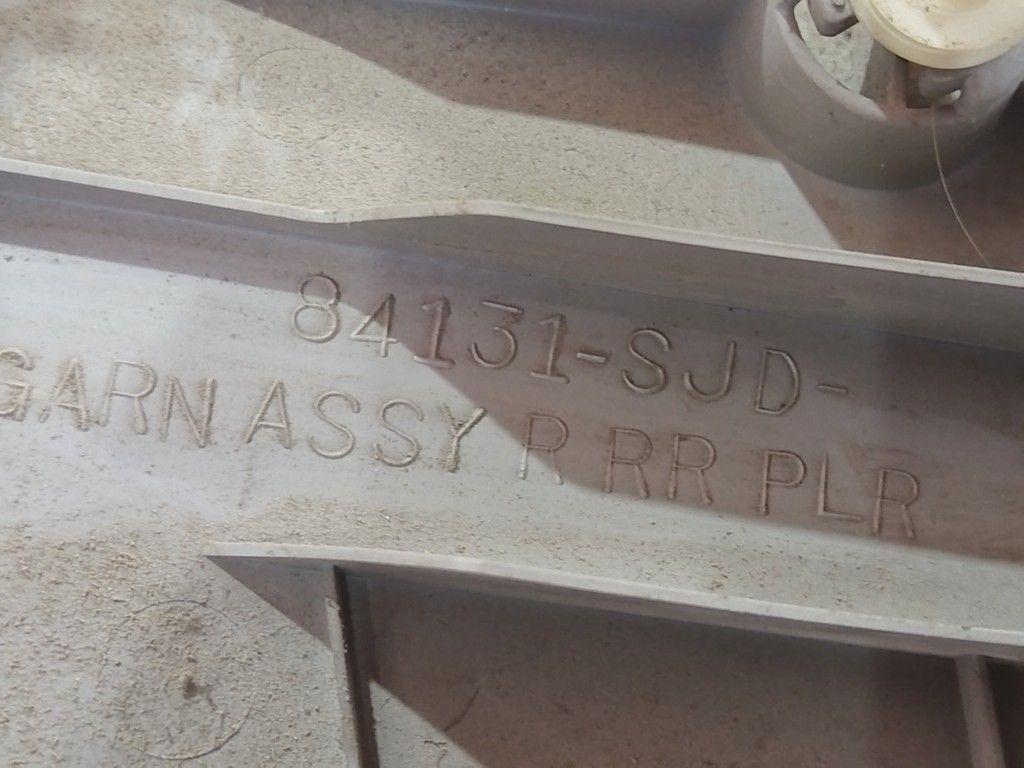 84131-SJD-
GARN ASSY R RR PLR